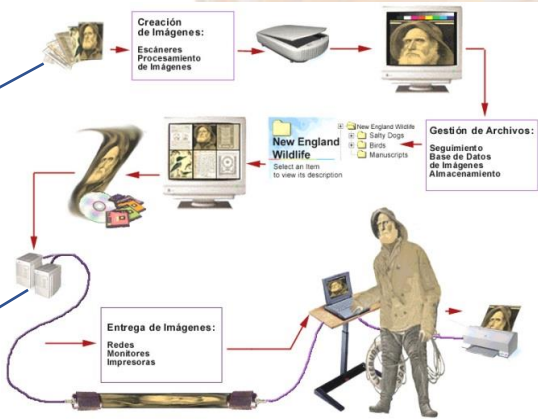 Creación
de Imágenes:
Escáneres
Procesamiento
de Imágenes
Gestión de Archivos:
Seguimiento
Base de Datos
de Imágenes
Almacenamiento
New England Wildlife
Salty Dogs
Birds
Manuscripts
New England
Wildlife
Select an Item
to view its description
Entrega de Imágenes:
Redes
Monitores
Impresoras